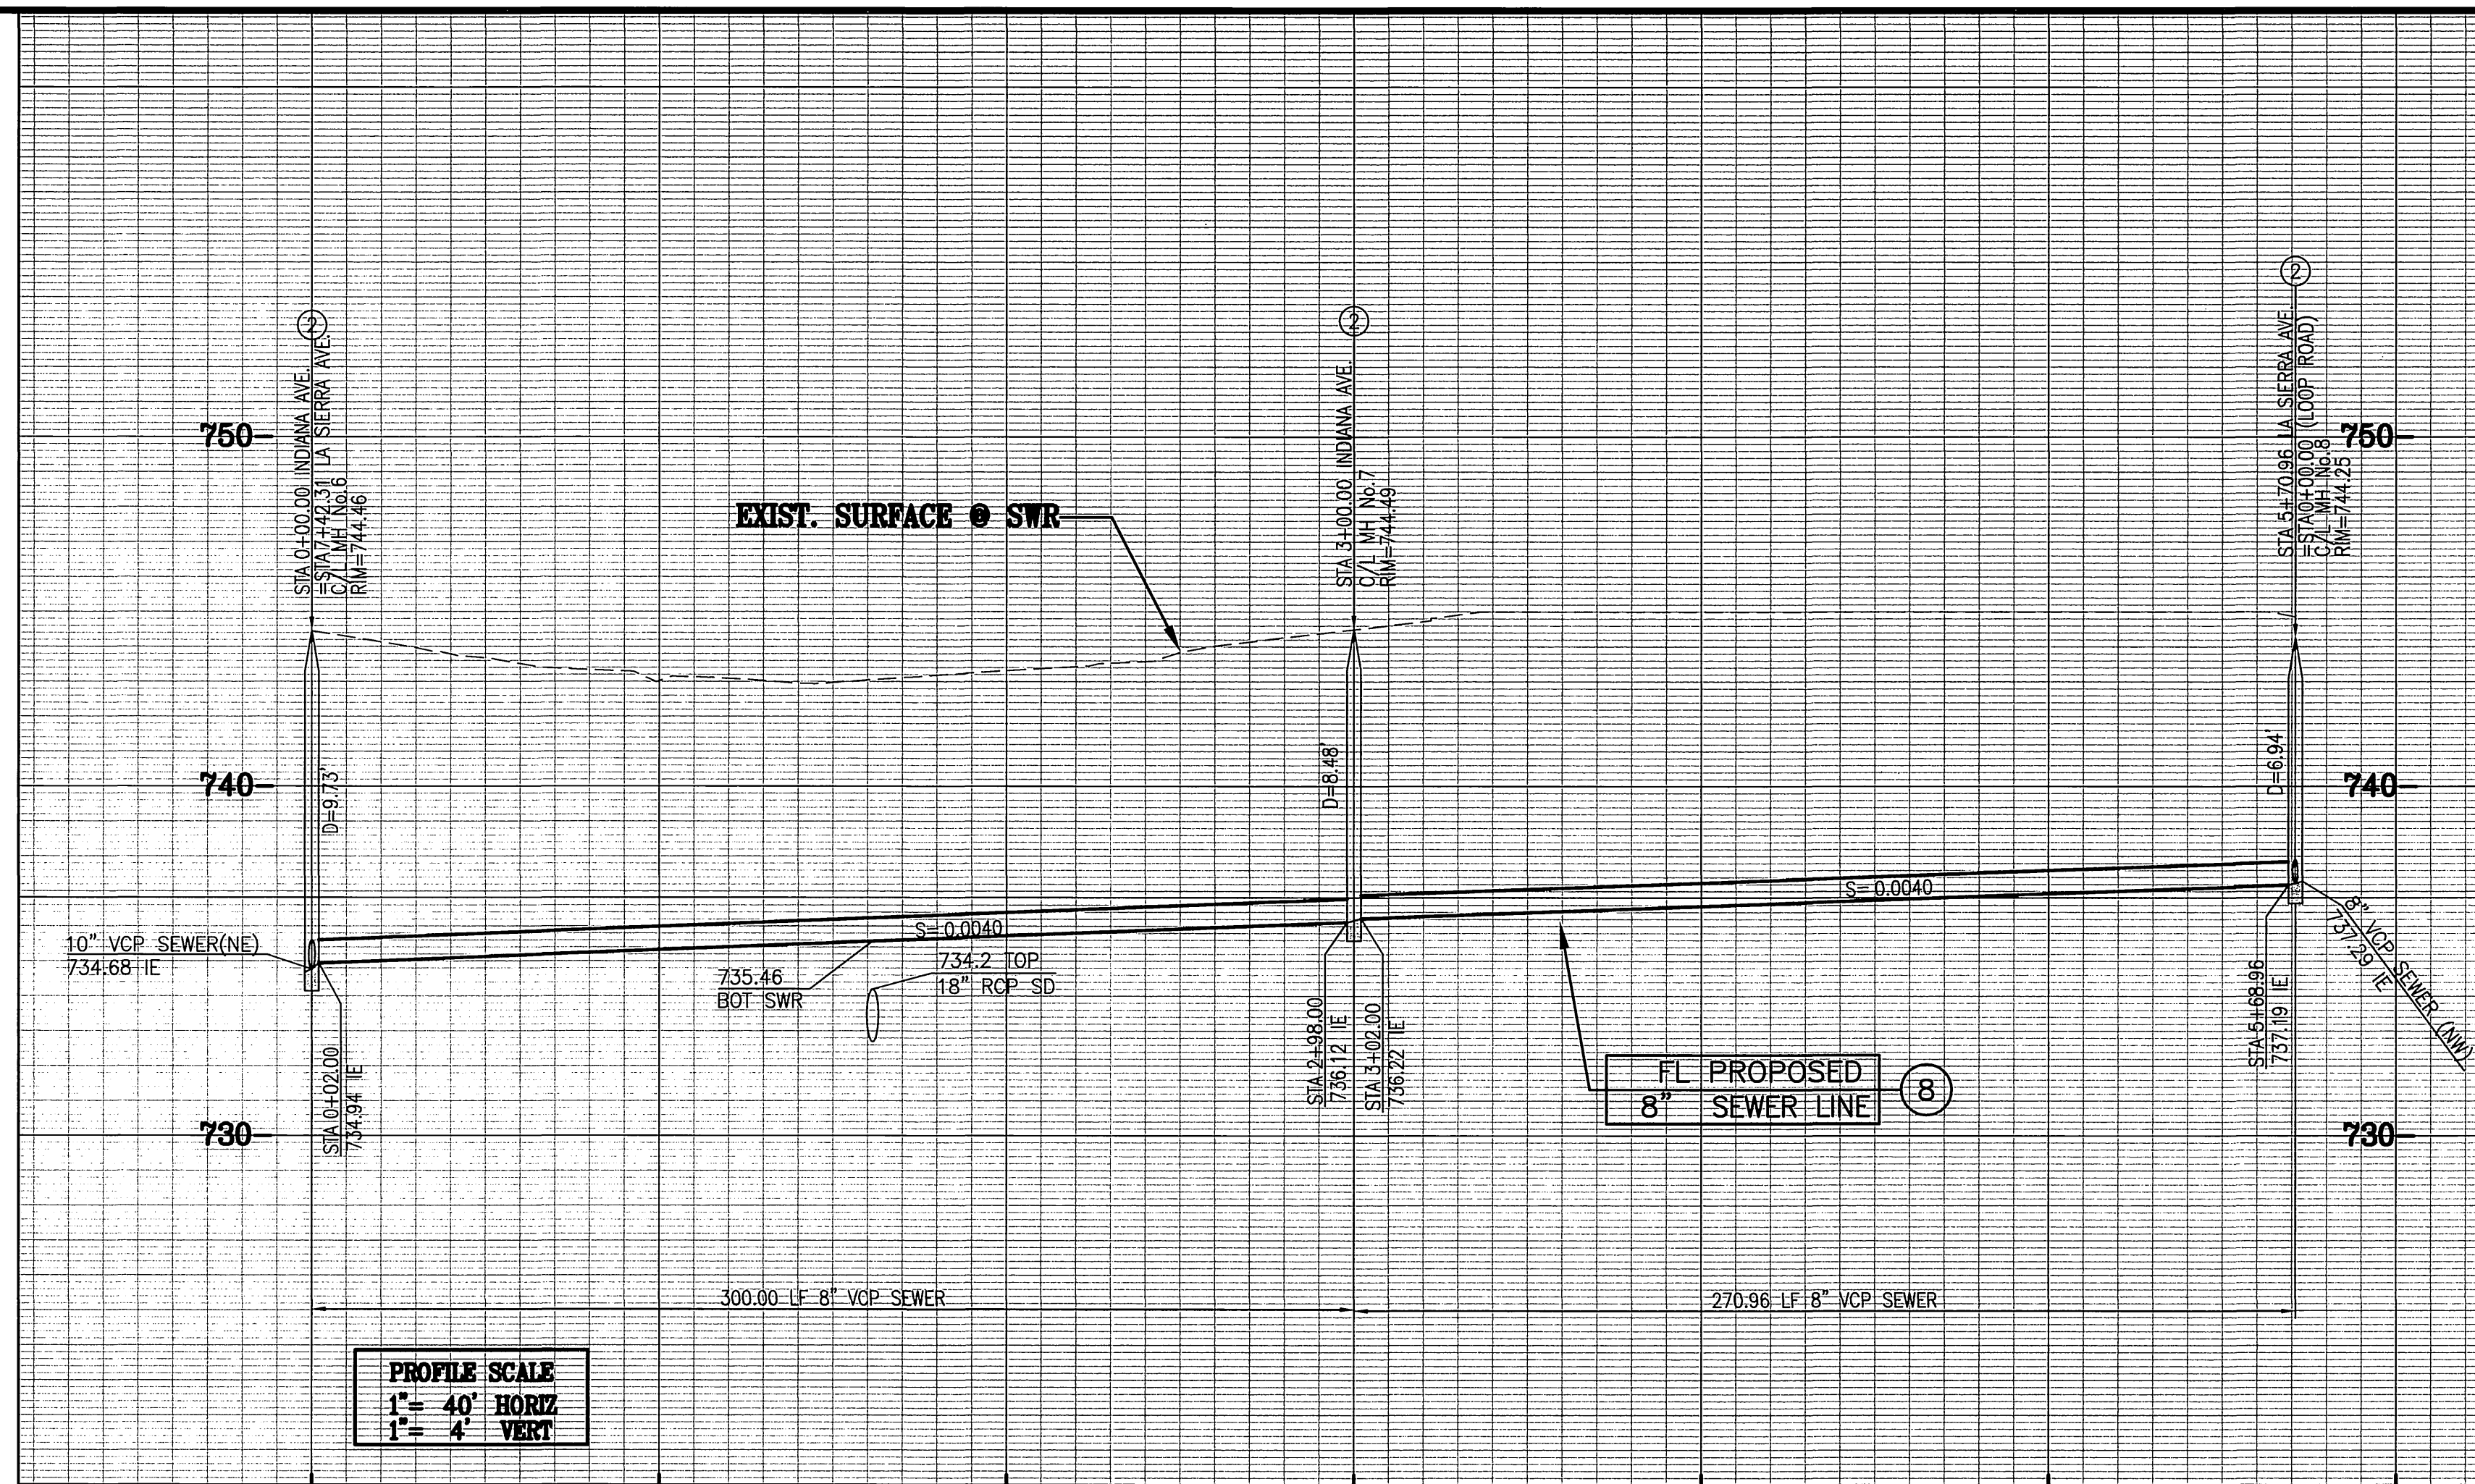 2
STA 0+00.00 INDIANA AVE.
=STA7+42.31 LA SIERRA AVE.
C/L MH No.6
RIM=744.46
2
STA 3+00.00 INDIANA AVE.
C/L MH No.7
RIM=744.49
2
STA 5+70.96 LA SIERRA AVE.
=STA0+00.00 (LOOP ROAD)
C/L MH No.8
RIM=744.25
750
750
EXIST. SURFACE @ SWR
740
740
D=9.73'
D=8.48'
D=6.94'
10" VCP SEWER(NE)
734.68 IE
S= 0.0040
S= 0.0040
735.46
BOT SWR
734.2 TOP
18" RCP SD
STA 0+02.00
734.94 IE
STA 2+98.00
736.12 IE
STA 3+02.00
736.22 IE
STA 5+68.96
737.19 IE
8" VCP SEWER (NW)
737.29 IE
FL PROPOSED
8" SEWER LINE
8
730
730
300.00 LF 8" VCP SEWER
270.96 LF 8" VCP SEWER
PROFILE SCALE
1"= 40' HORIZ
1"= 4' VERT